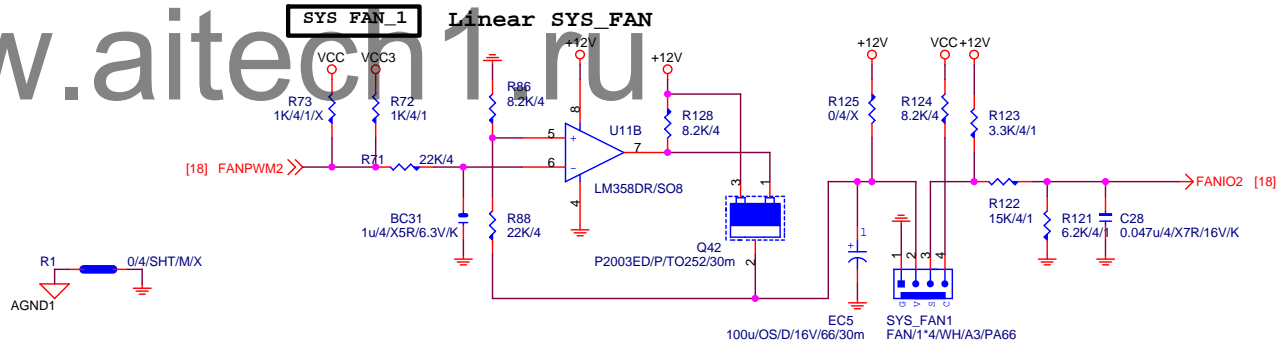 SYS FAN_1 Linear SYS_FAN
w.aitech1.ru
VCC
VCC3
R73
1K/4/1/X
R72
1K/4/1
[18] FANPWM2
R71 22K/4
BC31
1u/4/X5R/6.3V/K
R1 0/4/SHT/M/X
AGND1
R86
8.2K/4
R88
22K/4
+12V
8
5
+
6
-
7
4
U11B
LM358DR/SO8
+12V
R128
8.2K/4
3
1
2
Q42
P2003ED/P/TO252/30m
+12V
R125
0/4/X
VCC
+12V
R124
8.2K/4
R123
3.3K/4/1
+
1
EC5
100u/OS/D/16V/66/30m
1
2
3
4
G
V
S
C
SYS_FAN1
FAN/1*4/WH/A3/PA66
R122
15K/4/1
R121
6.2K/4/1
C28
0.047u/4/X7R/16V/K
FANIO2 [18]